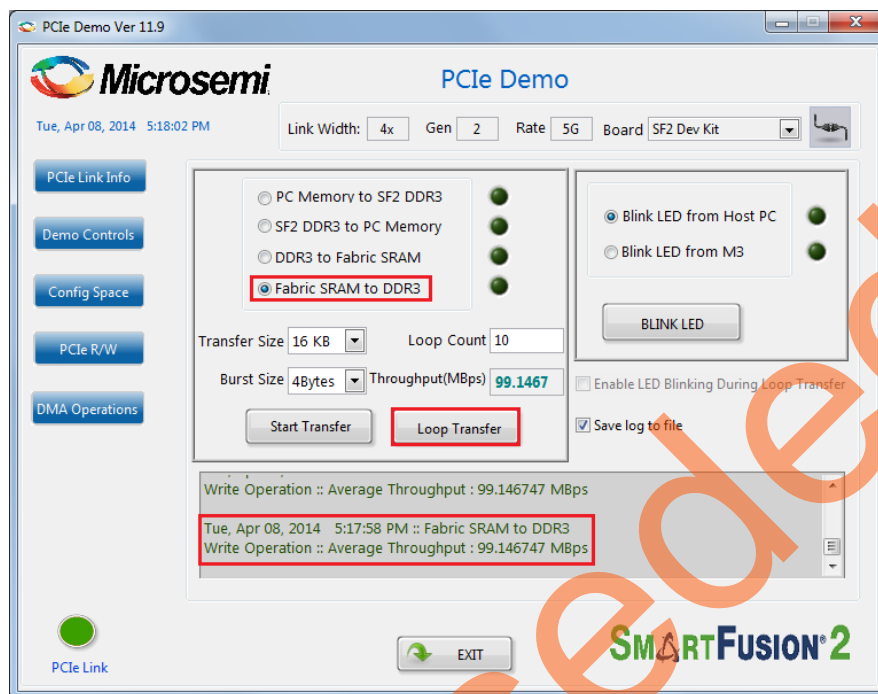 PCIe Demo Ver 11.9
Microsemi
PCIe Demo
Tue, Apr 08, 2014 5:18:02 PM
Link Width: 4x Gen 2 Rate 5G Board SF2 Dev Kit
PCIe Link Info
Demo Controls
Config Space
PCIe R/W
DMA Operations
PC Memory to SF2 DDR3
SF2 DDR3 to PC Memory
DDR3 to Fabric SRAM
Fabric SRAM to DDR3
Transfer Size 16 KB Loop Count 10
Burst Size 4Bytes Throughput(MBps) 99.1467
Start Transfer Loop Transfer
Blink LED from Host PC
Blink LED from M3
BLINK LED
Enable LED Blinking During Loop Transfer
Save log to file
Write Operation :: Average Throughput : 99.146747 MBps
Tue, Apr 08, 2014 5:17:58 PM :: Fabric SRAM to DDR3
Write Operation :: Average Throughput : 99.146747 MBps
PCIe Link
EXIT
SMARTFUSION®2